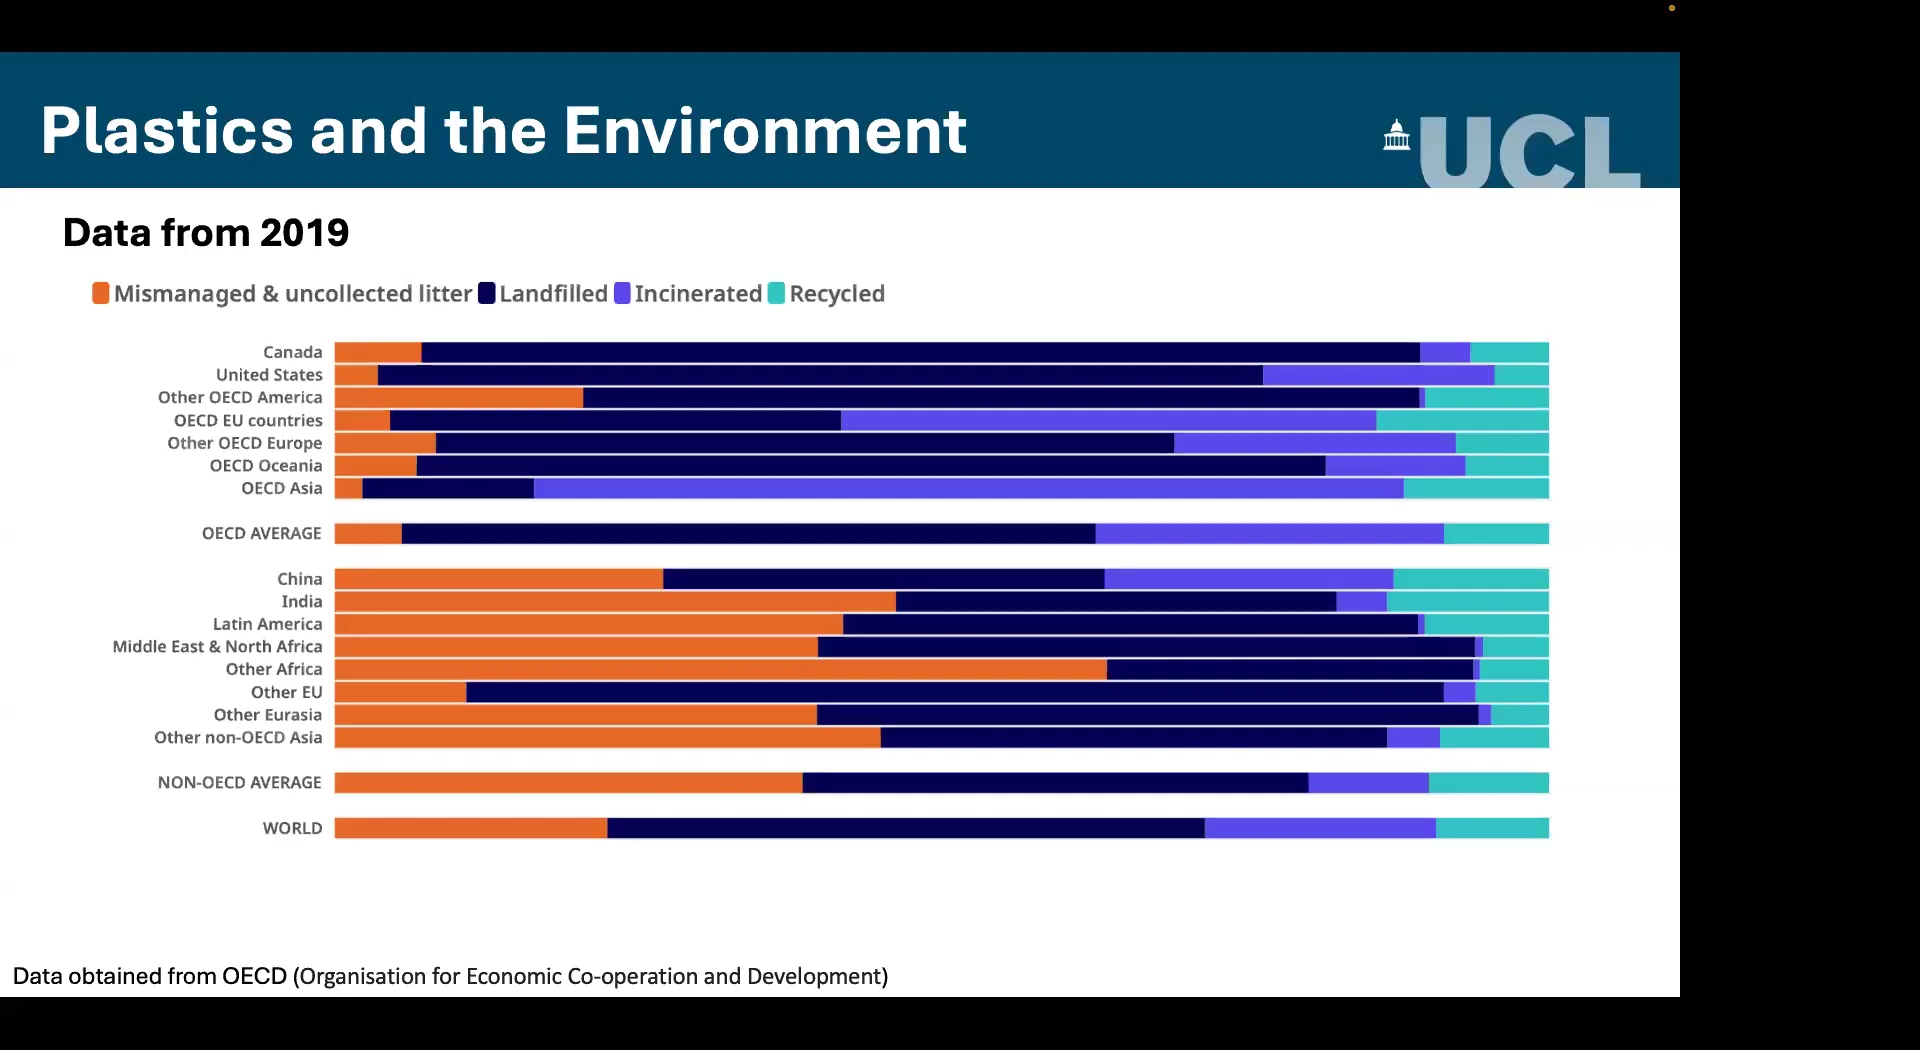 Plastics and the Environment
UCL
Data from 2019
Mismanaged & uncollected litter Landfilled Incinerated Recycled
Canada
United States
Other OECD America
OECD EU countries
Other OECD Europe
OECD Oceania
OECD Asia
OECD AVERAGE
China
India
Latin America
Middle East & North Africa
Other Africa
Other EU
Other Eurasia
Other non-OECD Asia
NON-OECD AVERAGE
WORLD
Data obtained from OECD (Organisation for Economic Co-operation and Development)